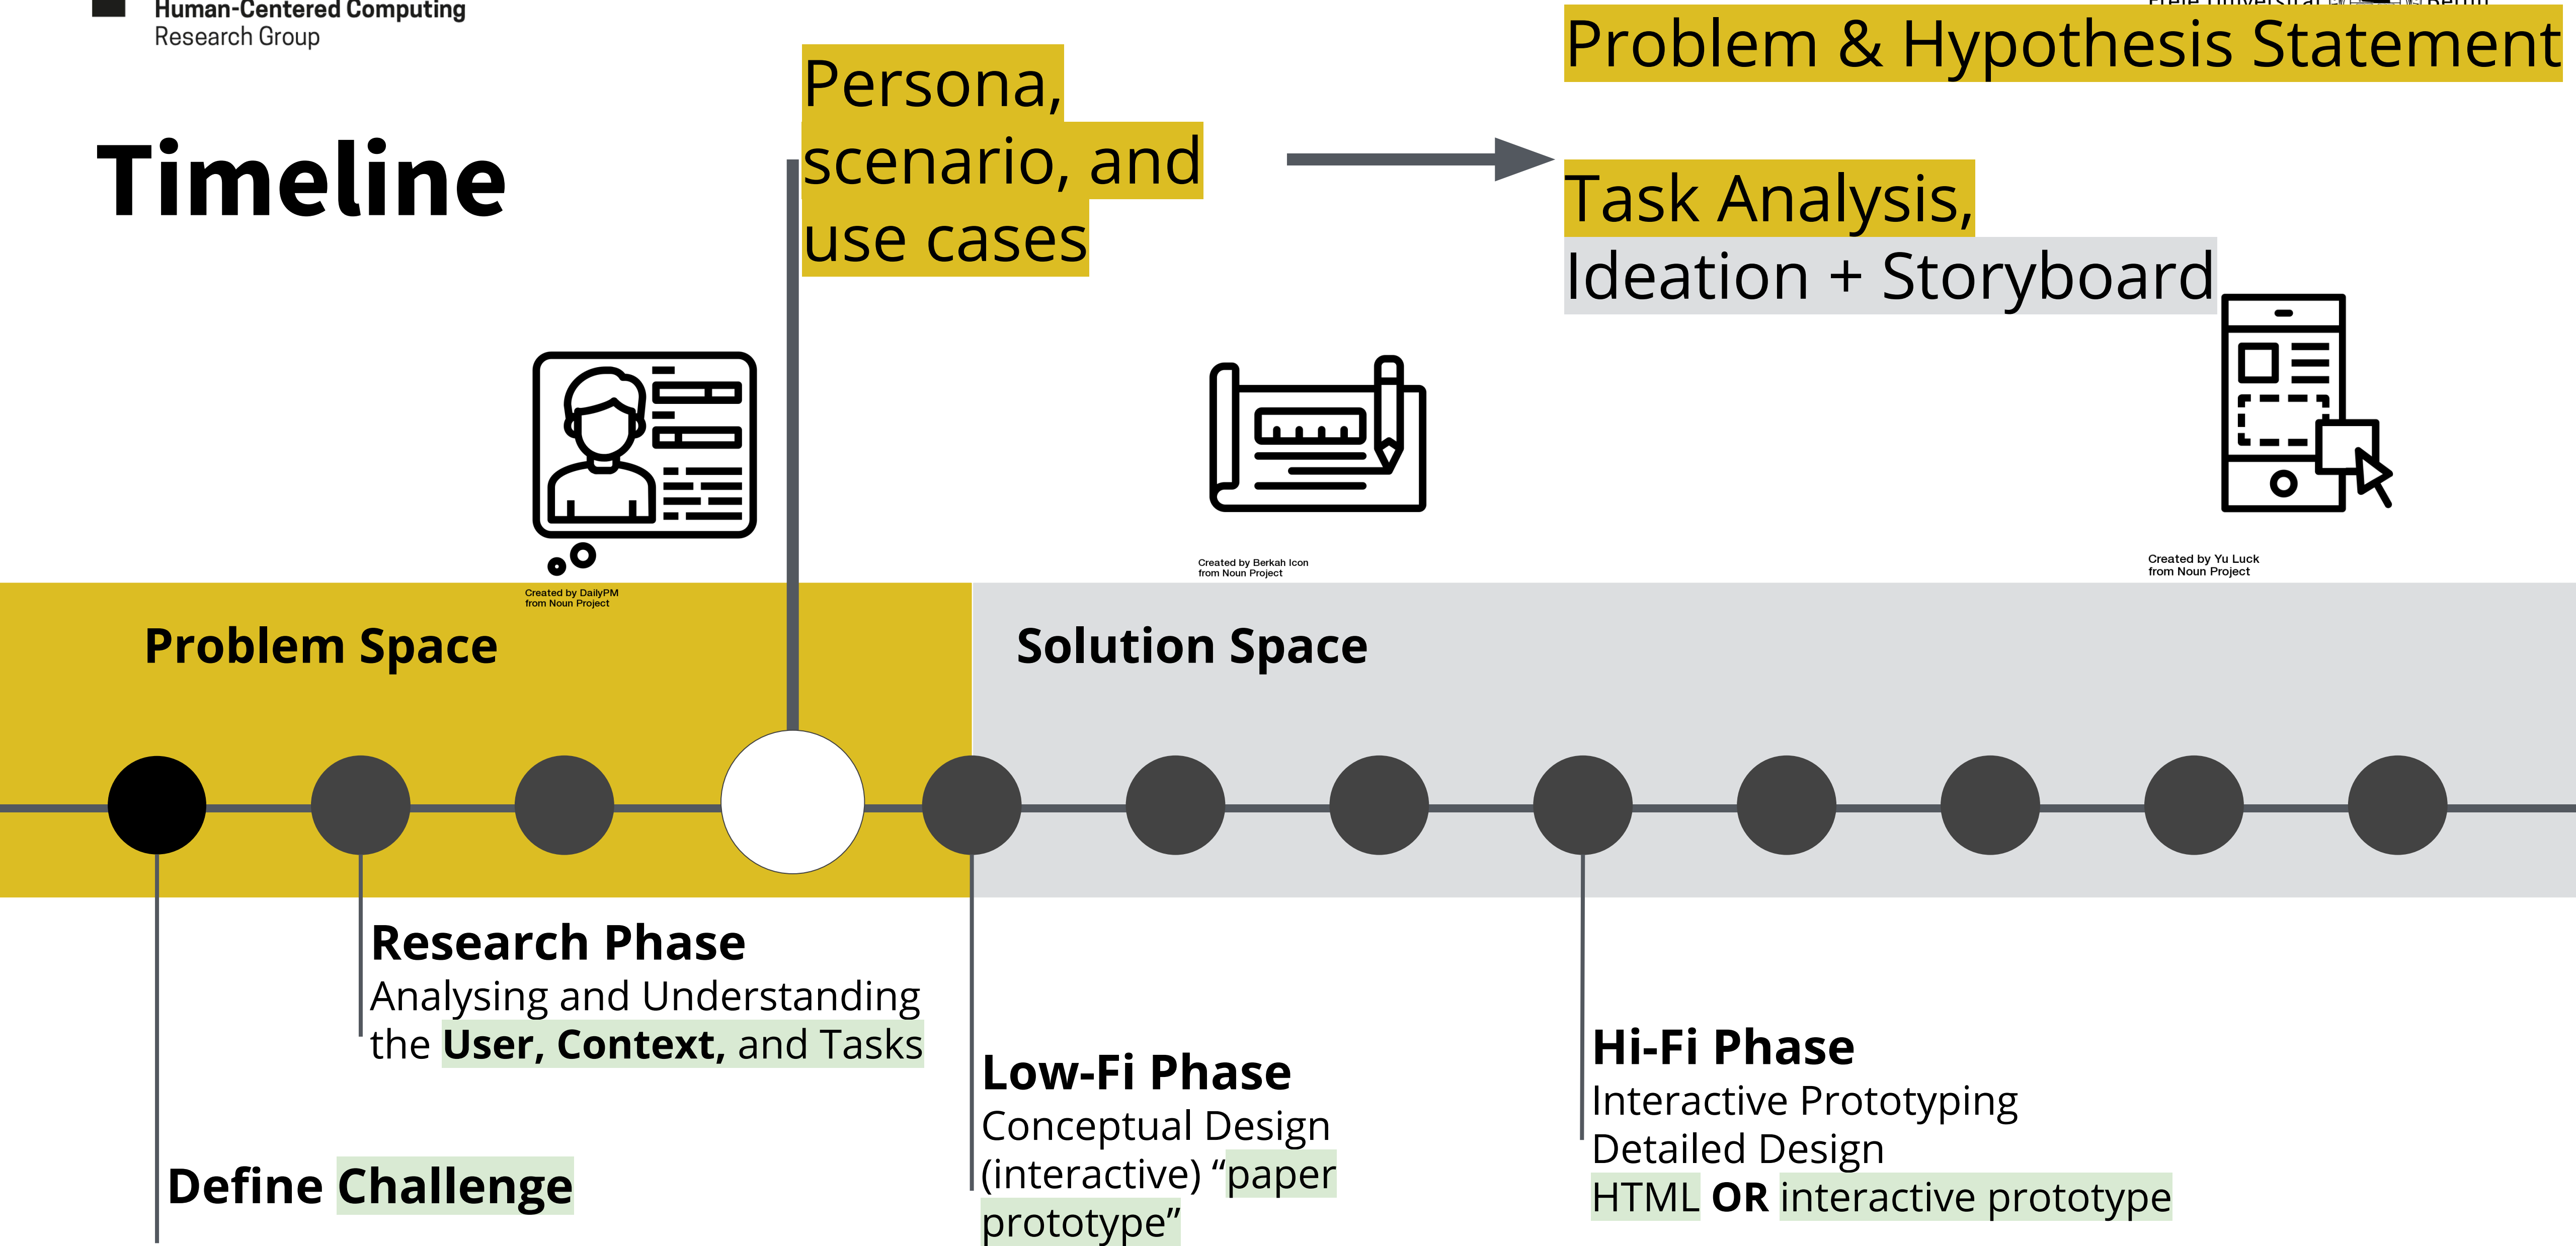 Human-Centered Computing
Research Group
Timeline
Persona,
scenario, and
use cases
Problem & Hypothesis Statement
Task Analysis,
Ideation + Storyboard
Created by DailyPM
from Noun Project
Created by Berkah Icon
from Noun Project
Created by Yu Luck
from Noun Project
Problem Space
Solution Space
Research Phase
Analysing and Understanding
the User, Context, and Tasks
Define Challenge
Low-Fi Phase
Conceptual Design
(interactive) “paper
prototype”
Hi-Fi Phase
Interactive Prototyping
Detailed Design
HTML OR interactive prototype